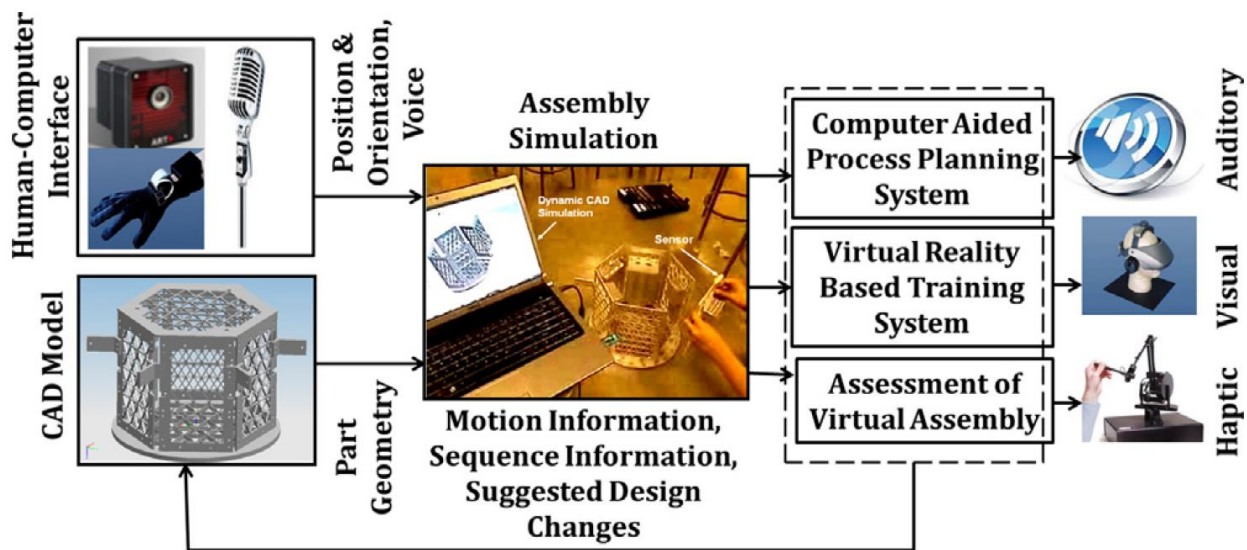 Human-Computer
Interface
Position &
Orientation,
Voice
CAD Model
Part
Geometry
Assembly
Simulation
Dynamic CAD
Simulation
Sensor
Motion Information,
Sequence Information,
Suggested Design
Changes
Computer Aided
Process Planning
System
Virtual Reality
Based Training
System
Assessment of
Virtual Assembly
Auditory
Visual
Haptic